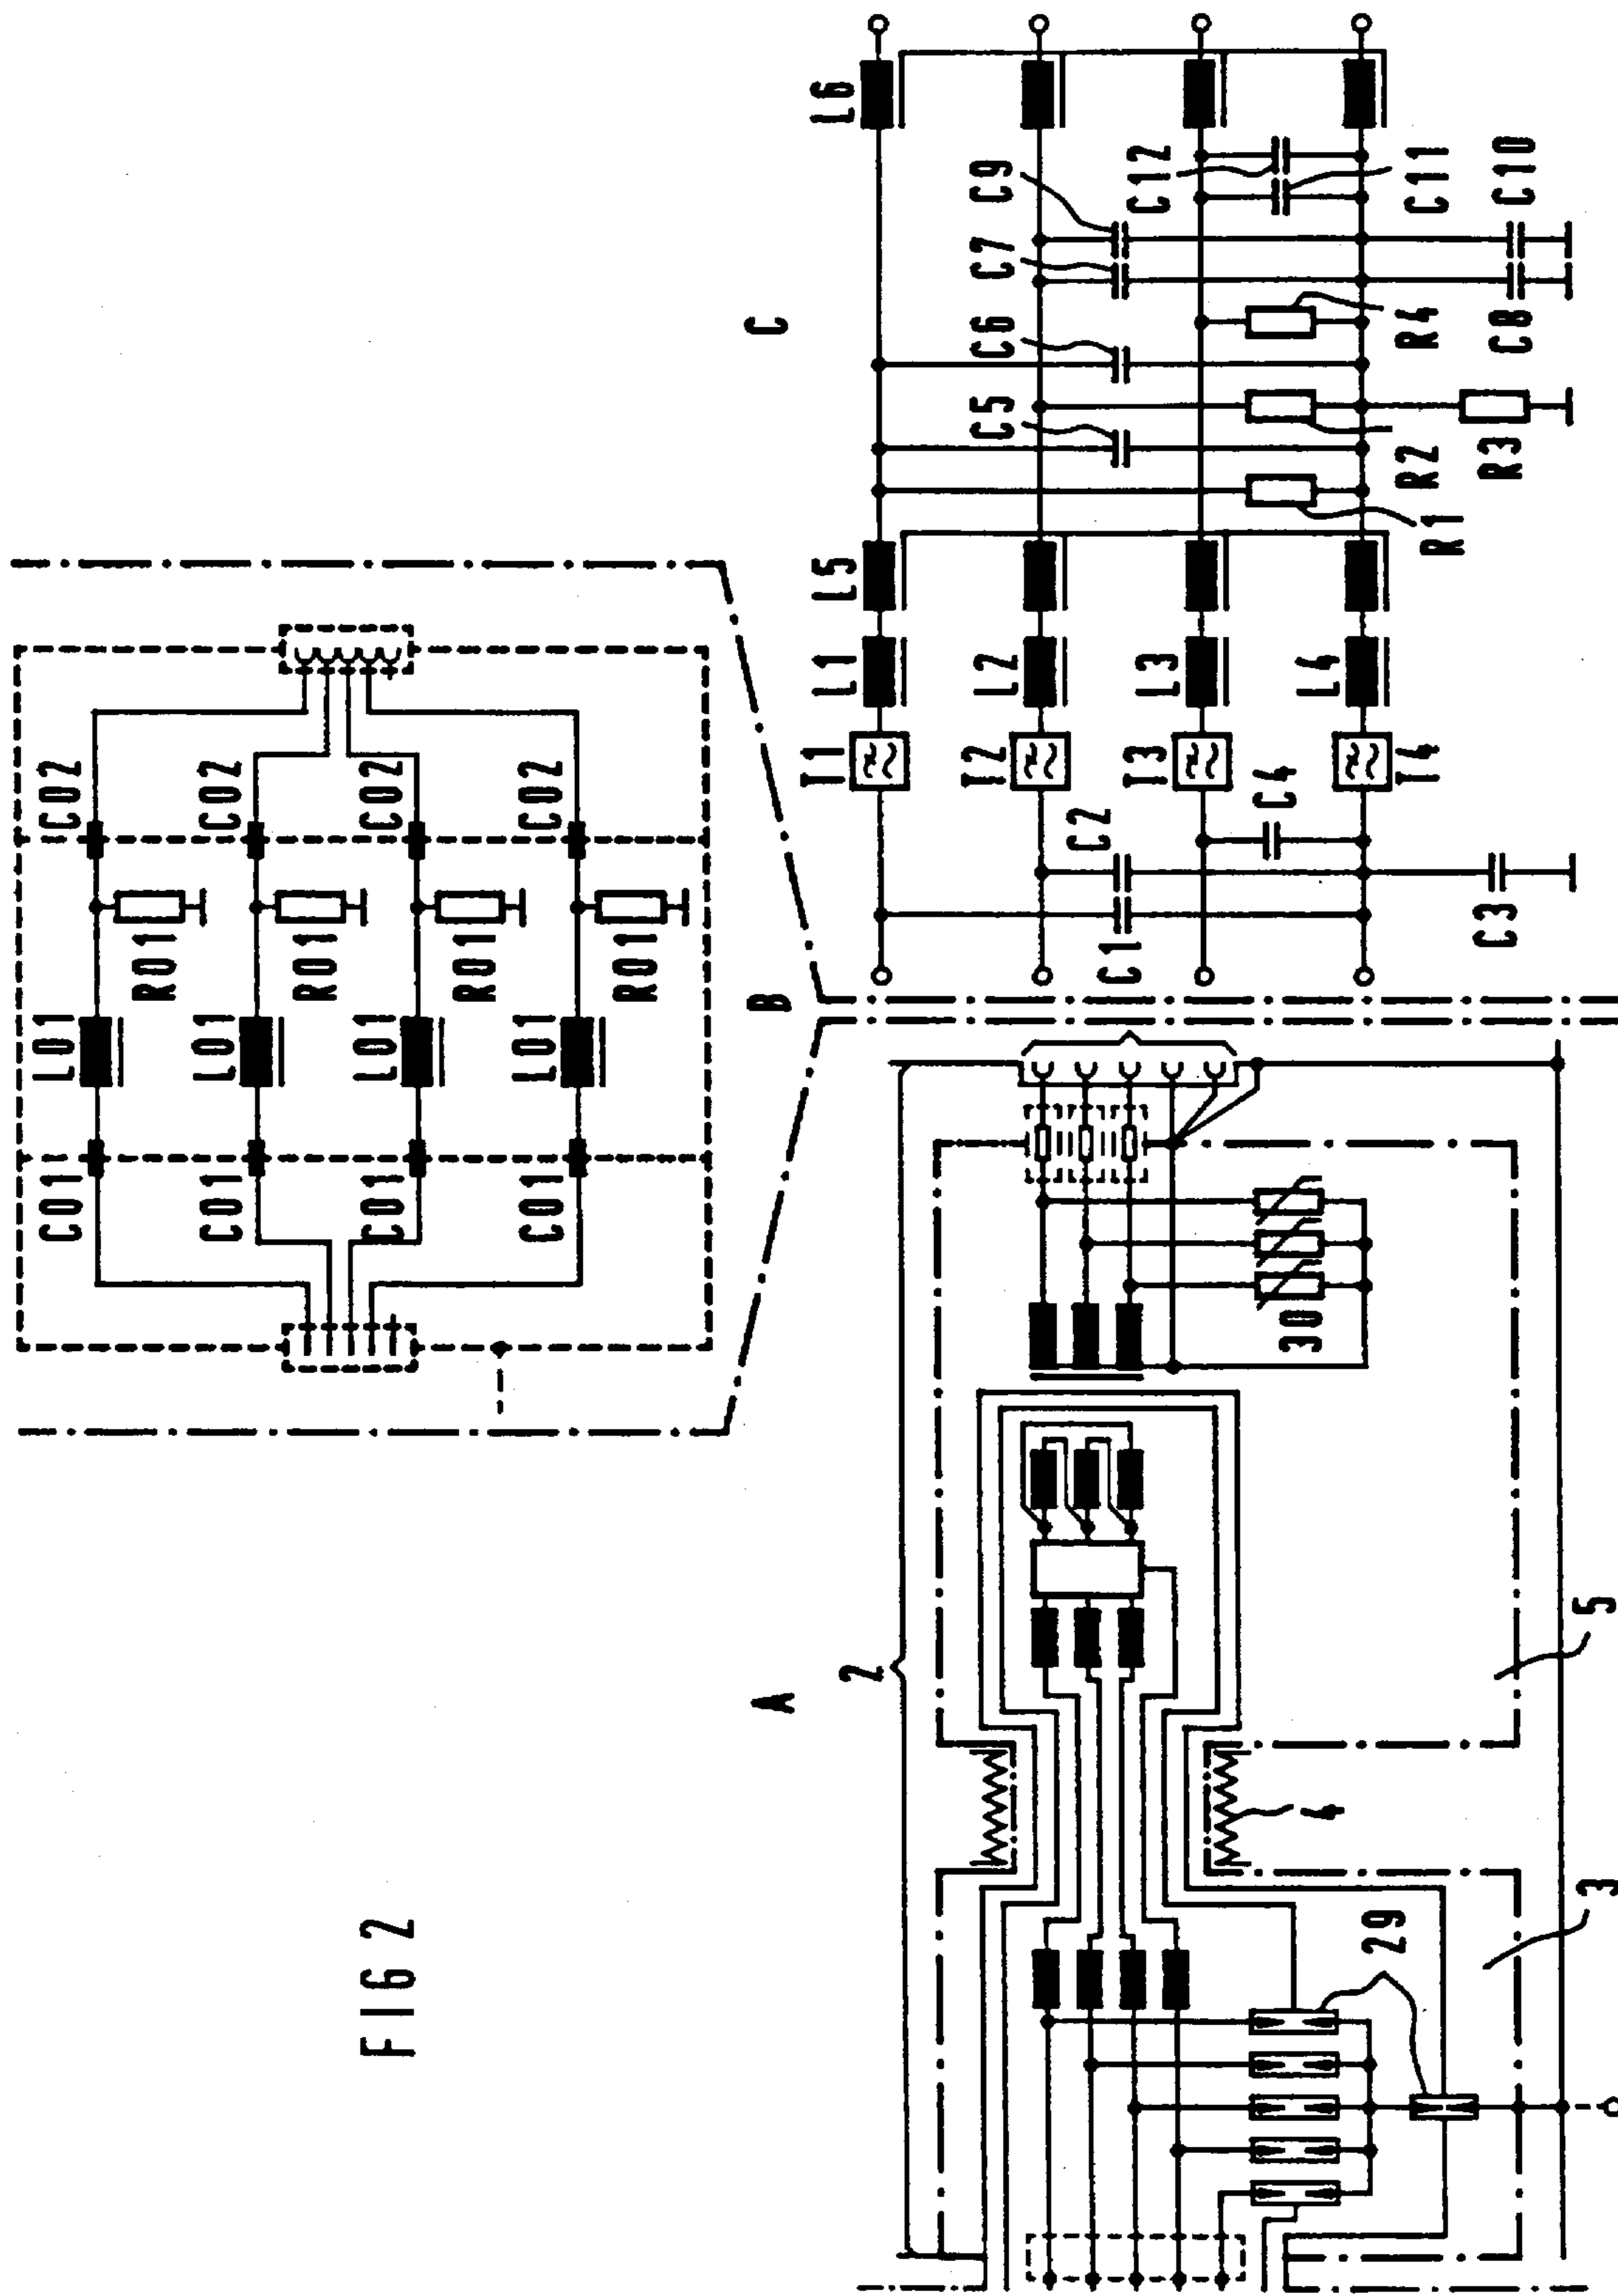 C01 L01 C02
R01
C01 L01 C02
R01
C01 L01 C02
R01
C01 L01 C02
R01
FIG 2
A B C
T1 L1 L5 L6
2
T2 L2 C5 C6 C7 C9
C2
C1
T3 L3 C12
C4
30
4
L4
29
T4 R2 R4 C11
R1
C3 R3 C8 C10
3 5